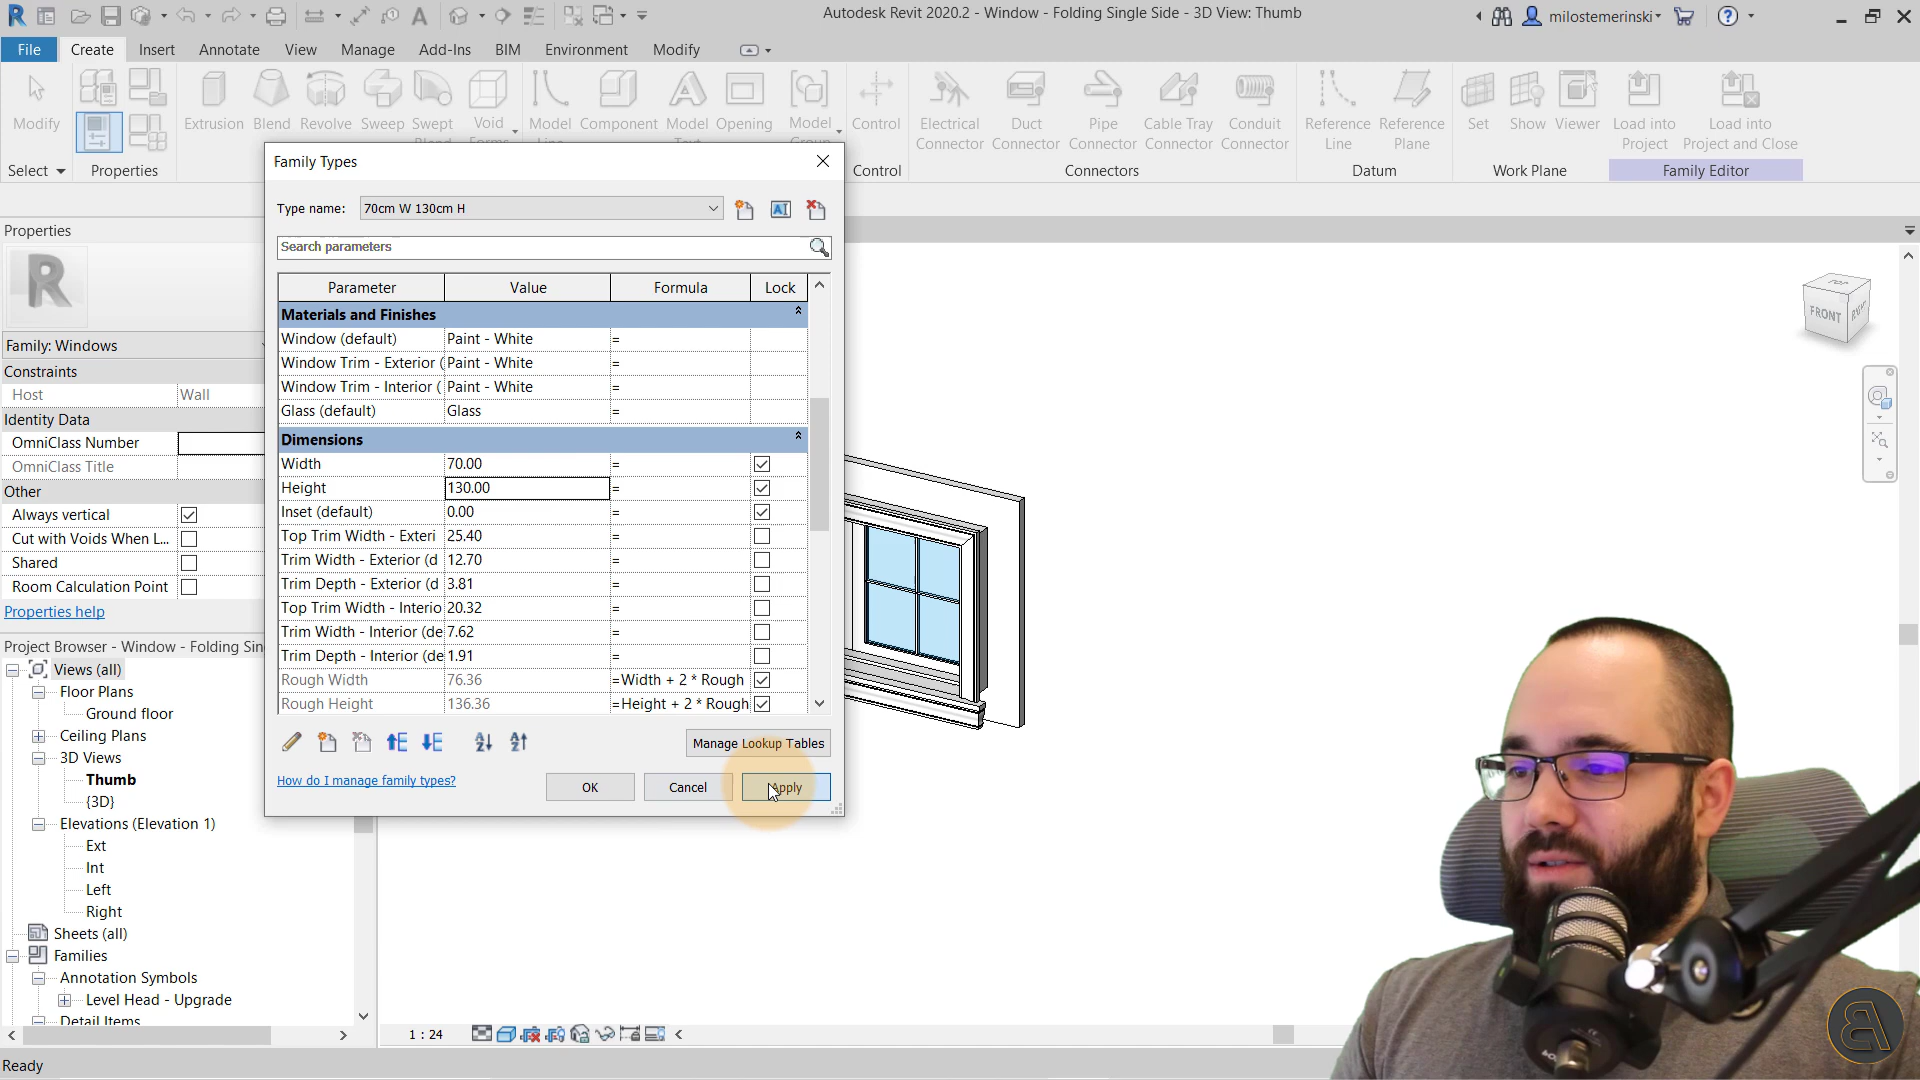 Autodesk Revit 2020.2 - Window - Folding Single Side - 3D View: Thumb
milostemerinski
File Create Insert Annotate View Manage Add-Ins BIM Environment Modify
Modify Extrusion Blend Revolve Sweep Swept Void Model Component Model Opening Model Control Electrical Connector Duct Connector Pipe Connector Cable Tray Connector Conduit Connector Reference Line Reference Plane Set Show Viewer Load into Project Load into Project and Close
Select Properties Control Connectors Datum Work Plane Family Editor
Family Types
Type name: 70cm W 130cm H
Search parameters
Parameter Value Formula Lock
Materials and Finishes
Window (default) Paint - White =
Window Trim - Exterior ( Paint - White =
Window Trim - Interior ( Paint - White =
Glass (default) Glass =
Dimensions
Width 70.00 =
Height 130.00 =
Inset (default) 0.00 =
Top Trim Width - Exteri 25.40 =
Trim Width - Exterior (d 12.70 =
Trim Depth - Exterior (d 3.81 =
Top Trim Width - Interio 20.32 =
Trim Width - Interior (de 7.62 =
Trim Depth - Interior (de 1.91 =
Rough Width 76.36 =Width + 2 * Rough
Rough Height 136.36 =Height + 2 * Rough
Manage Lookup Tables
How do I manage family types?
OK Cancel Apply
Properties
R
Family: Windows
Constraints
Host Wall
Identity Data
OmniClass Number
OmniClass Title
Other
Always vertical
Cut with Voids When L...
Shared
Room Calculation Point
Properties help
Project Browser - Window - Folding Sin
Views (all)
Floor Plans
Ground floor
Ceiling Plans
3D Views
Thumb
{3D}
Elevations (Elevation 1)
Ext
Int
Left
Right
Sheets (all)
Families
Annotation Symbols
Level Head - Upgrade
Detail Items
TOP
FRONT
RIGHT
1 : 24
Ready